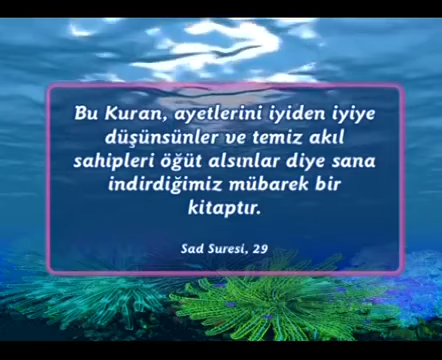 Bu Kuran, ayetlerini iyiden iyiye
düşünsünler ve temiz akıl
sahipleri öğüt alsınlar diye sana
indirdiğimiz mübarek bir
kitaptır.
Sad Suresi, 29